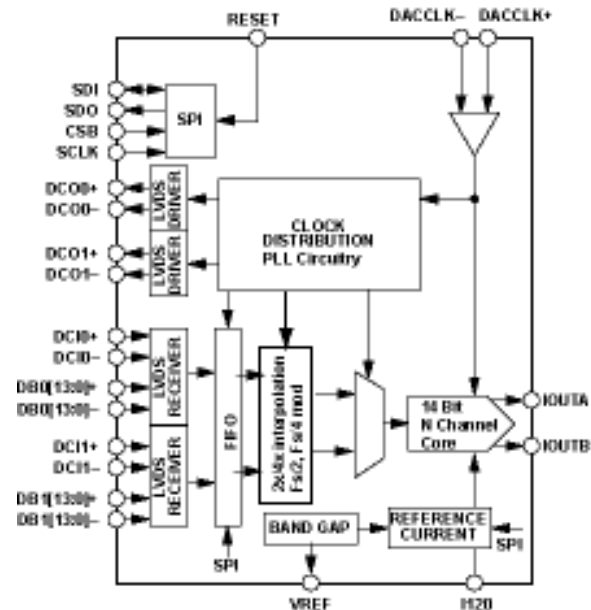 RESET
DACCLK–
DACCLK+
SDI
SDO
CSB
SCLK
SPI
DCO0+
DCO0–
LVDS
DRIVER
DCO1+
DCO1–
LVDS
DRIVER
CLOCK
DISTRIBUTION
PLL Circuitry
DCI0+
DCI0–
DB0[13:0]+
DB0[13:0]–
LVDS
RECEIVER
DCI1+
DCI1–
DB1[13:0]+
DB1[13:0]–
LVDS
RECEIVER
FIFO
SPI
2x/4x interpolation
Fs/2, Fs/4 mod
14 Bit
N Channel
Core
IOUTA
IOUTB
BAND GAP
REFERENCE
CURRENT
SPI
VREF
I120